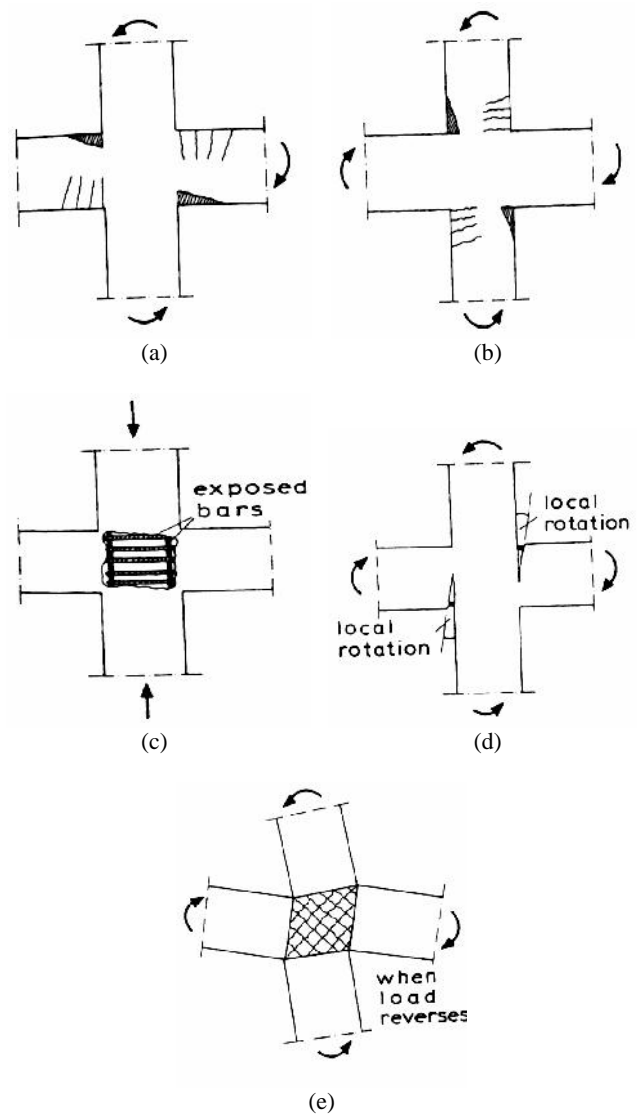 (a)
(b)
exposed
bars
(c)
local
rotation
local
rotation
(d)
when
load
reverses
(e)